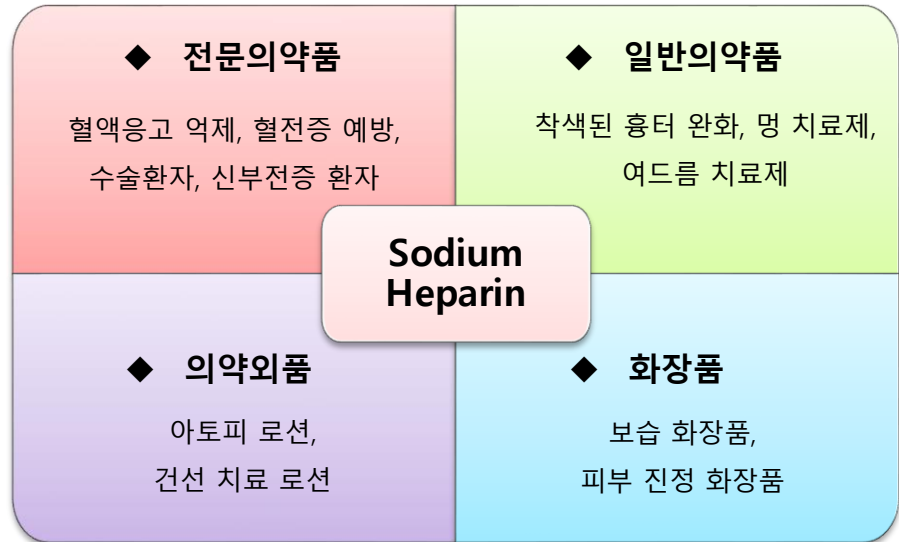 ◆ 전문의약품
혈액응고 억제, 혈전증 예방,
수술환자, 신부전증 환자
◆ 일반의약품
착색된 흉터 완화, 멍 치료제,
여드름 치료제
Sodium
Heparin
◆ 의약외품
아토피 로션,
건선 치료 로션
◆ 화장품
보습 화장품,
피부 진정 화장품